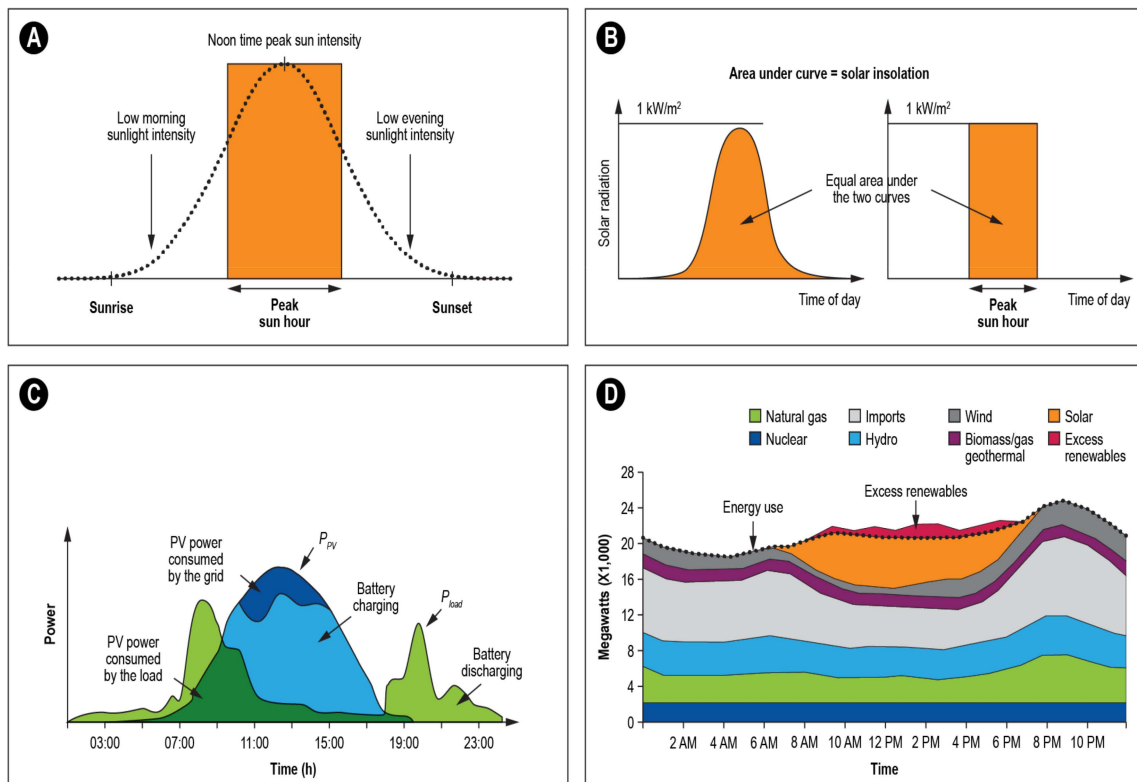 A
Noon time peak sun intensity
Low morning
sunlight intensity
Low evening
sunlight intensity
Sunrise
Peak
sun hour
Sunset
B
Area under curve = solar insolation
1 kW/m²
1 kW/m²
Solar radiation
Equal area under
the two curves
Time of day
Peak
sun hour
Time of day
C
PV power
consumed
by the grid
P_PV
Battery
charging
P_load
PV power
consumed
by the load
Battery
discharging
Power
03:00 07:00 11:00 15:00 19:00 23:00
Time (h)
D
Natural gas Imports Wind Solar
Nuclear Hydro Biomass/gas geothermal Excess renewables
Energy use
Excess renewables
Megawatts (X1,000)
28
24
20
16
12
8
4
0
2 AM 4 AM 6 AM 8 AM 10 AM 12 PM 2 PM 4 PM 6 PM 8 PM 10 PM
Time